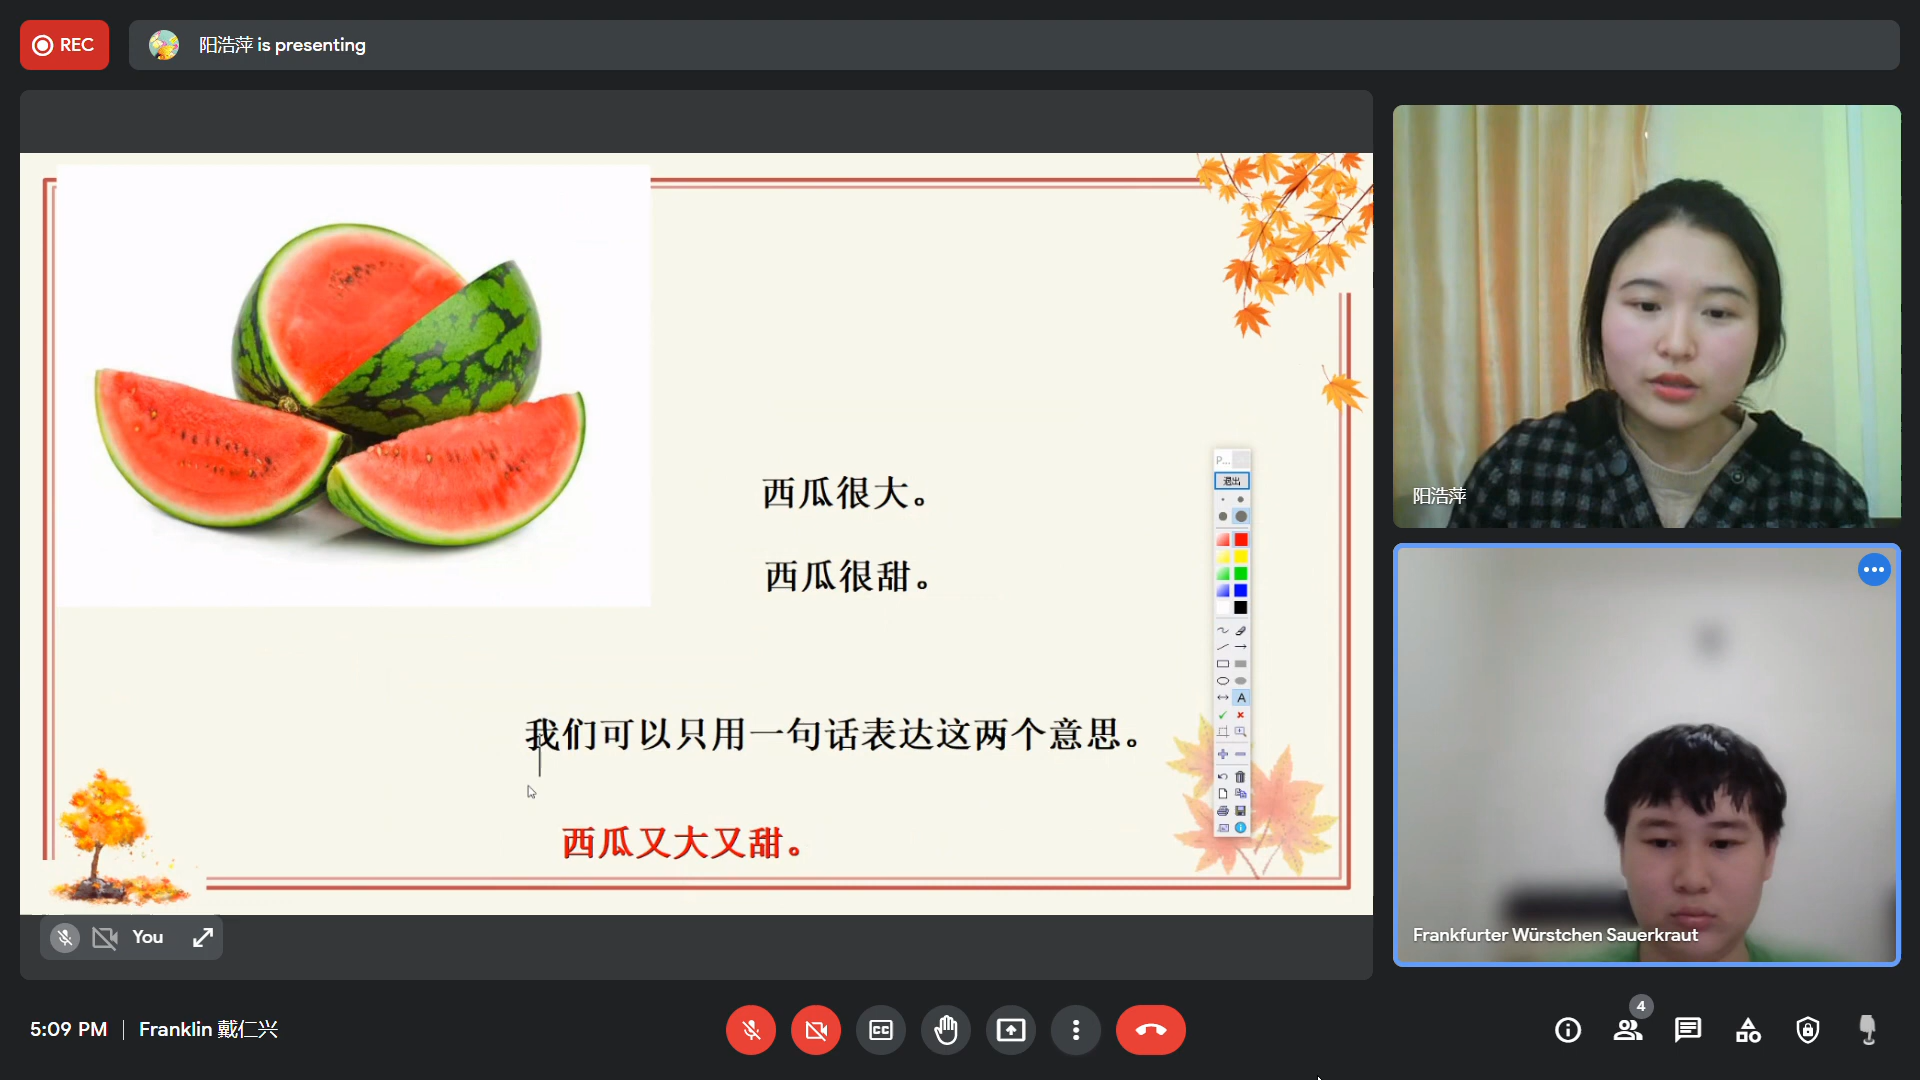 REC
阳浩萍 is presenting
西瓜很大。
西瓜很甜。
我们可以只用一句话表达这两个意思。
西瓜又大又甜。
P...
退出
A
You
阳浩萍
Frankfurter Würstchen Sauerkraut
5:09 PM
Franklin 戴仁兴
CC
4